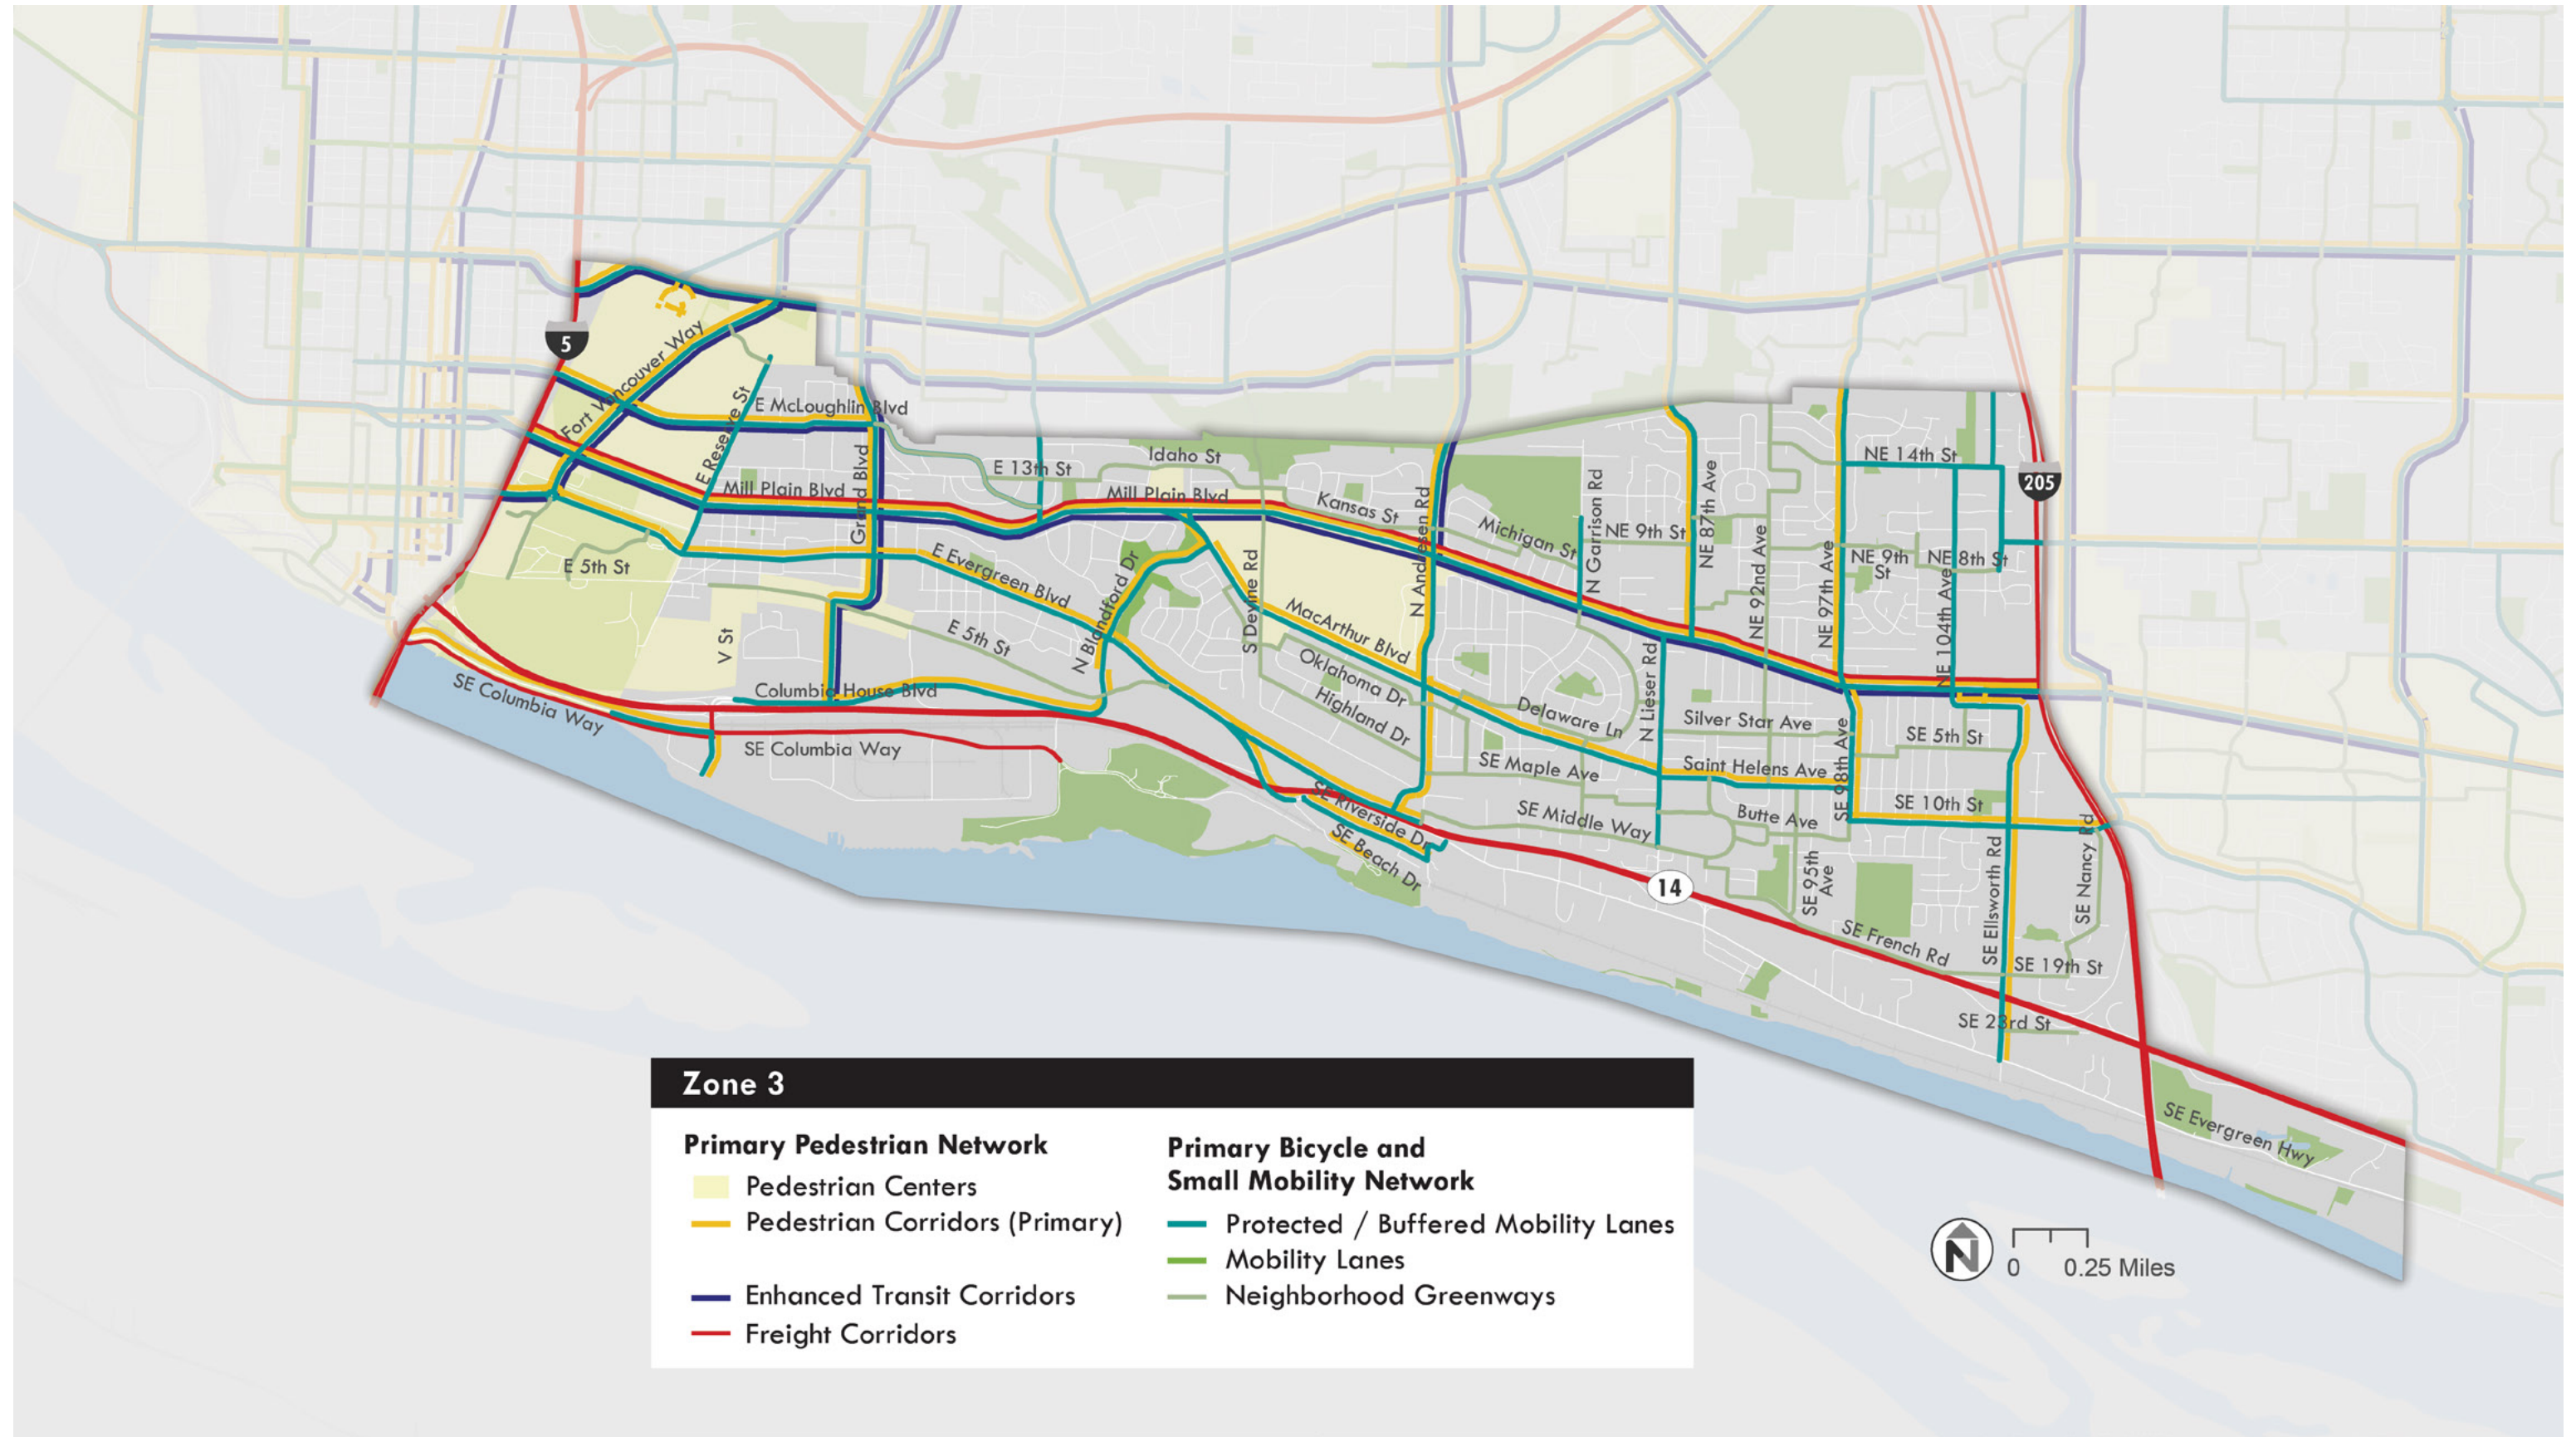 5
Fort Vancouver Way
E Reserve St
E McLoughlin Blvd
Grand Blvd
Mill Plain Blvd
E 5th St
V St
E 13th St
Idaho St
Mill Plain Blvd
Kansas St
N Andresen Rd
Michigan St
N Garrison Rd
NE 9th St
NE 87th Ave
NE 92nd Ave
NE 97th Ave
NE 14th St
205
NE 9th
St
NE 8th St
NE 104th Ave
E Evergreen Blvd
E 5th St
N Blandford Dr
S Devine Rd
MacArthur Blvd
Oklahoma Dr
Highland Dr
Delaware Ln
N Lieser Rd
Silver Star Ave
SE 98th Ave
SE 5th St
Columbia House Blvd
SE Columbia Way
SE Columbia Way
SE Maple Ave
Saint Helens Ave
SE Riverside Dr
SE Beach Dr
SE Middle Way
Butte Ave
SE 10th St
SE 95th
Ave
SE Ellsworth Rd
SE Nancy Rd
14
SE French Rd
SE 19th St
SE 23rd St
SE Evergreen Hwy
Zone 3
Primary Pedestrian Network
Pedestrian Centers
Pedestrian Corridors (Primary)
Enhanced Transit Corridors
Freight Corridors
Primary Bicycle and
Small Mobility Network
Protected / Buffered Mobility Lanes
Mobility Lanes
Neighborhood Greenways
N
0 0.25 Miles